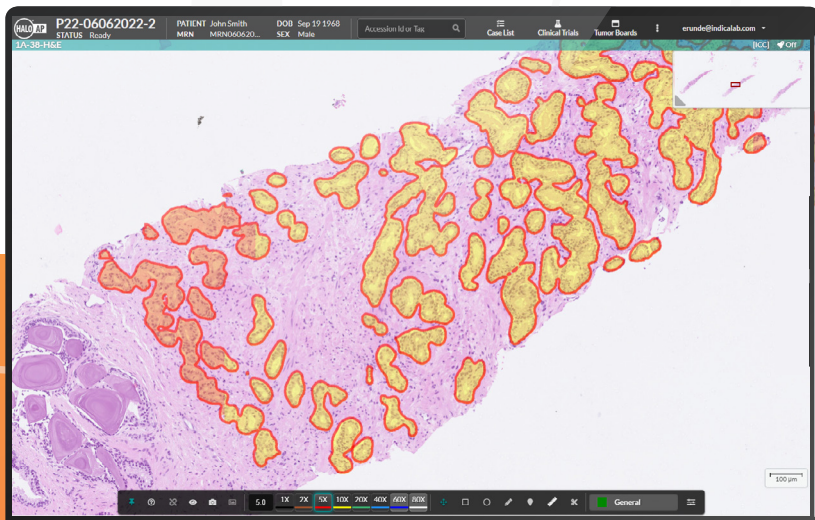 HALO AP
P22-06062022-2
STATUS Ready
PATIENT John Smith
MRN MRN060620...
DOB Sep 19 1968
SEX Male
Accession Id or Tax
Case List
Clinical Trials
Tumor Boards
erunde@indicalab.com
1A-38-H&E
[ICC] Off
100 μm
5.0 1X 2X 5X 10X 20X 40X 60X 80X
General